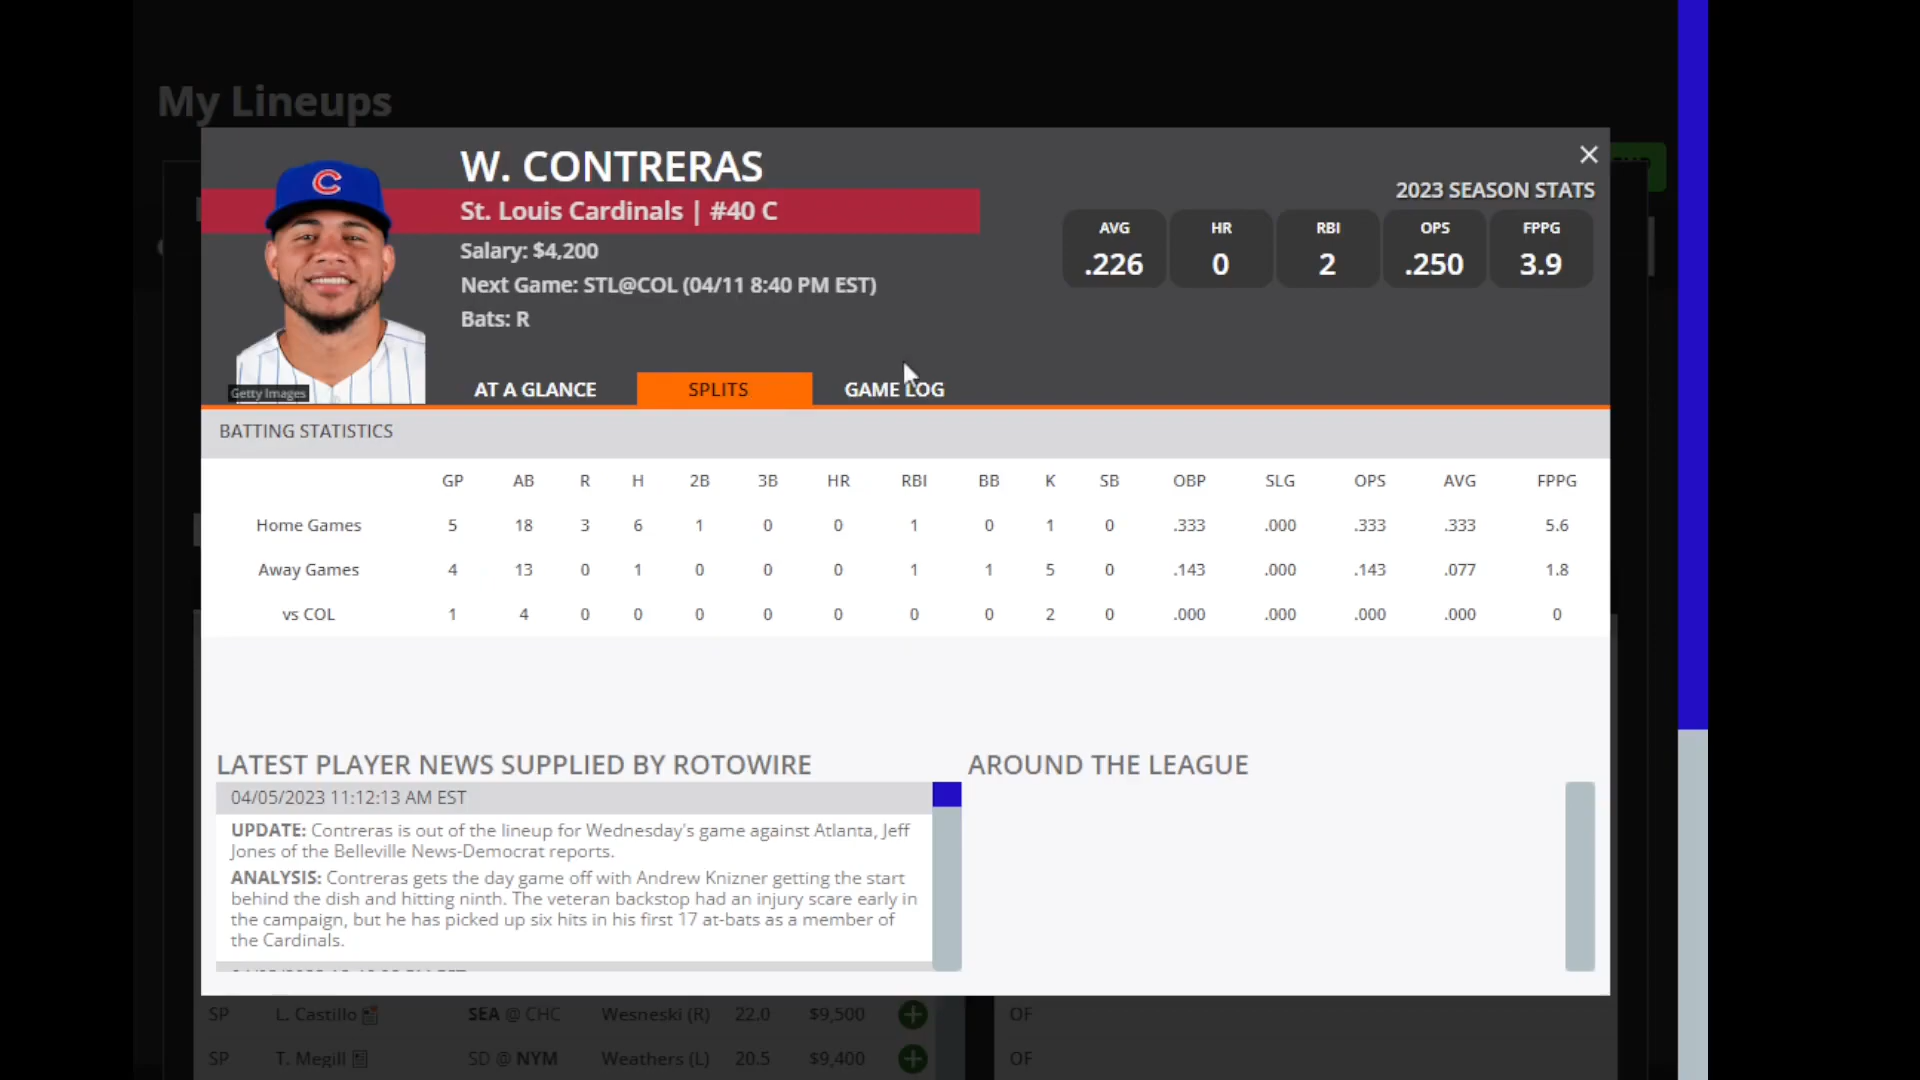 My Lineups
W. CONTRERAS
St. Louis Cardinals | #40 C
Salary: $4,200
Next Game: STL@COL (04/11 8:40 PM EST)
Bats: R
2023 SEASON STATS
AVG HR RBI OPS FPPG
.226 0 2 .250 3.9
C
Getty Images
AT A GLANCE SPLITS GAME LOG
BATTING STATISTICS
GP AB R H 2B 3B HR RBI BB K SB OBP SLG OPS AVG FPPG
Home Games 5 18 3 6 1 0 0 1 0 1 0 .333 .000 .333 .333 5.6
Away Games 4 13 0 1 0 0 0 1 1 5 0 .143 .000 .143 .077 1.8
vs COL 1 4 0 0 0 0 0 0 0 2 0 .000 .000 .000 .000 0
LATEST PLAYER NEWS SUPPLIED BY ROTOWIRE
04/05/2023 11:12:13 AM EST
UPDATE: Contreras is out of the lineup for Wednesday's game against Atlanta, Jeff
Jones of the Belleville News-Democrat reports.
ANALYSIS: Contreras gets the day game off with Andrew Knizner getting the start
behind the dish and hitting ninth. The veteran backstop had an injury scare early in
the campaign, but he has picked up six hits in his first 17 at-bats as a member of
the Cardinals.
AROUND THE LEAGUE
SP L. Castillo SEA @ CHC Wesneski (R) 22.0 $9,500 OF
SP T. Megill SD @ NYM Weathers (L) 20.5 $9,400 OF